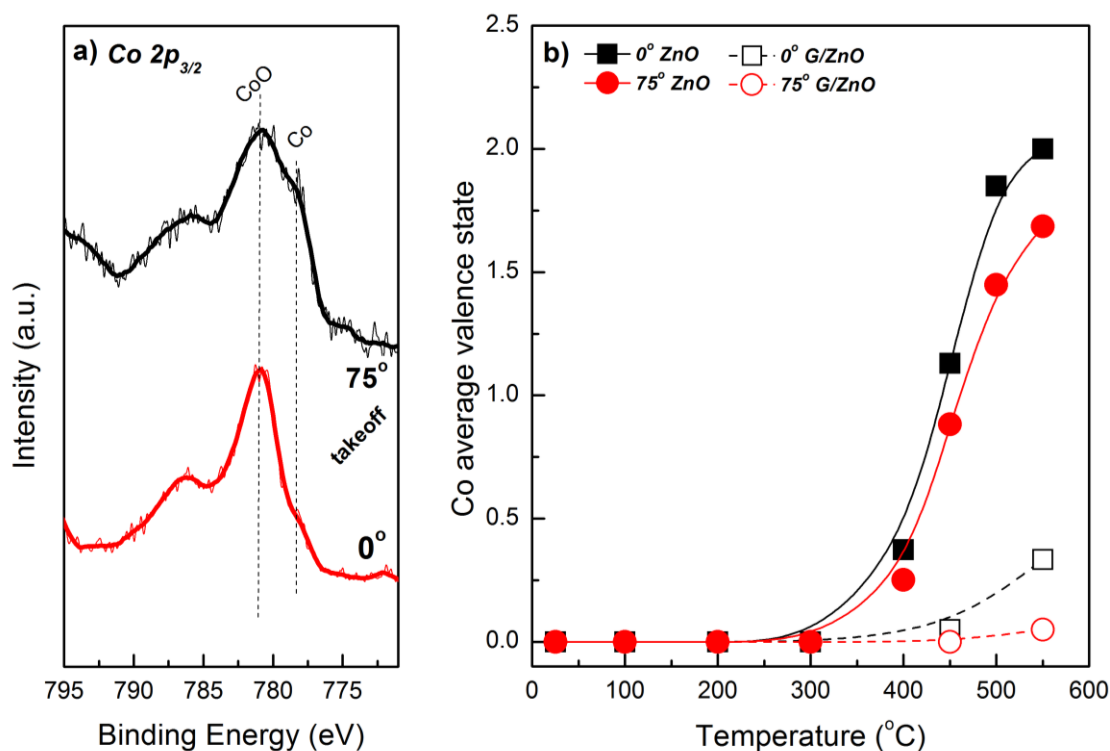 a) Co 2p3/2
CoO
Co
75°
takeoff
0°
Intensity (a.u.)
795 790 785 780 775
Binding Energy (eV)
b)
0° ZnO
0° G/ZnO
75° ZnO
75° G/ZnO
Co average valence state
2.5
2.0
1.5
1.0
0.5
0.0
0 100 200 300 400 500 600
Temperature (°C)